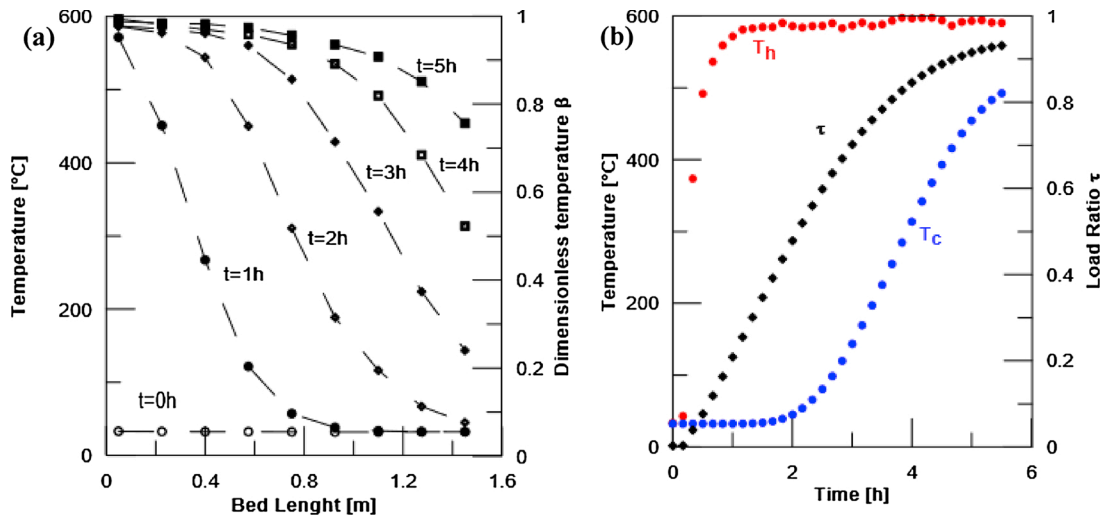 (a)
Temperature [°C]
600
400
200
0
t=0h
t=1h
t=2h
t=3h
t=4h
t=5h
0
0.4
0.8
1.2
1.6
Bed Lenght [m]
1
0.8
0.6
0.4
0.2
0
Dimensionless temperature β
(b)
Temperature [°C]
600
400
200
0
Th
τ
Tc
0
2
4
6
Time [h]
1
0.8
0.6
0.4
0.2
0
Load Ratio τ